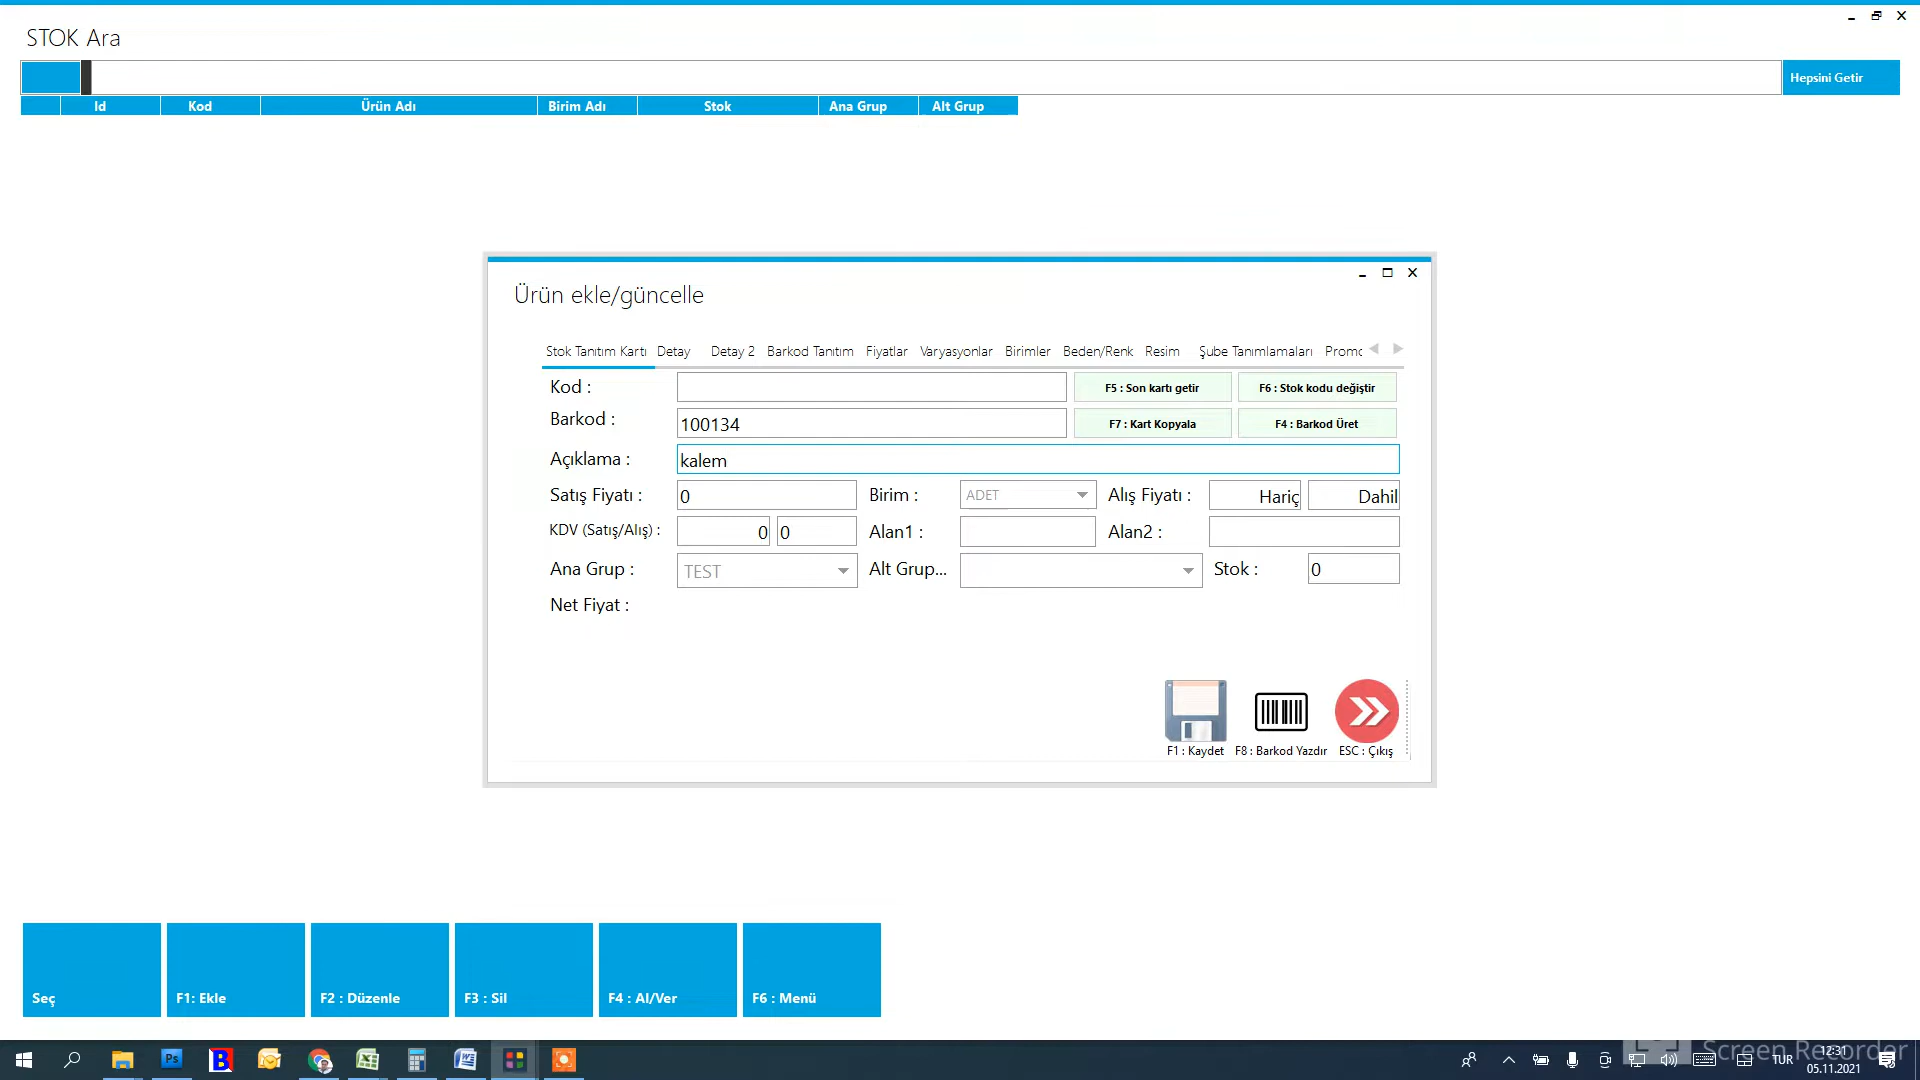 STOK Ara
Hepsini Getir
Id Kod Ürün Adı Birim Adı Stok Ana Grup Alt Grup
Ürün ekle/güncelle
Stok Tanıtım Kartı Detay Detay 2 Barkod Tanıtım Fiyatlar Varyasyonlar Birimler Beden/Renk Resim Şube Tanımlamaları Promo
Kod : F5 : Son kartı getir F6 : Stok kodu değiştir
Barkod : 100134 F7 : Kart Kopyala F4 : Barkod Üret
Açıklama : kalem
Satış Fiyatı : 0 Birim : ADET Alış Fiyatı : Hariç Dahil
KDV (Satış/Alış) : 0 0 Alan1 : Alan2 :
Ana Grup : TEST Alt Grup... Stok : 0
Net Fiyat :
F1 : Kaydet F8 : Barkod Yazdır ESC : Çıkış
Seç F1: Ekle F2 : Düzenle F3 : Sil F4 : Al/Ver F6 : Menü
Screen Recorder
Ps B TUR 12:31
05.11.2021